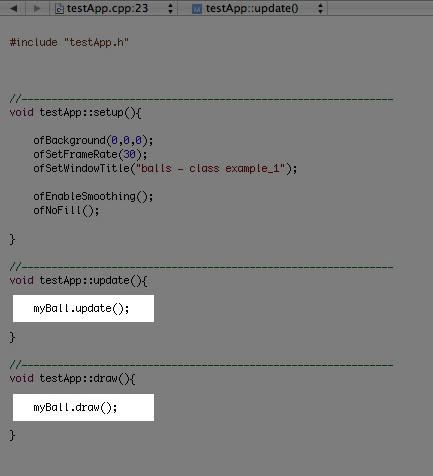 testApp.cpp:23 M testApp::update()
#include "testApp.h"
//--------------------------------------------------------------
void testApp::setup(){
ofBackground(0,0,0);
ofSetFrameRate(30);
ofSetWindowTitle("balls - class example_1");
ofEnableSmoothing();
ofNoFill();
}
//--------------------------------------------------------------
void testApp::update(){
myBall.update();
}
//--------------------------------------------------------------
void testApp::draw(){
myBall.draw();
}